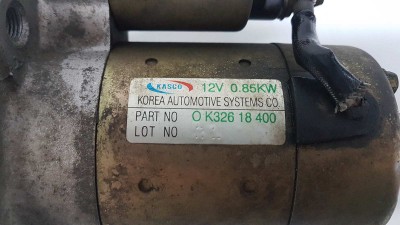 KASCO 12V 0.85KW
KOREA AUTOMOTIVE SYSTEMS CO.
PART NO O K326 18 400
LOT NO